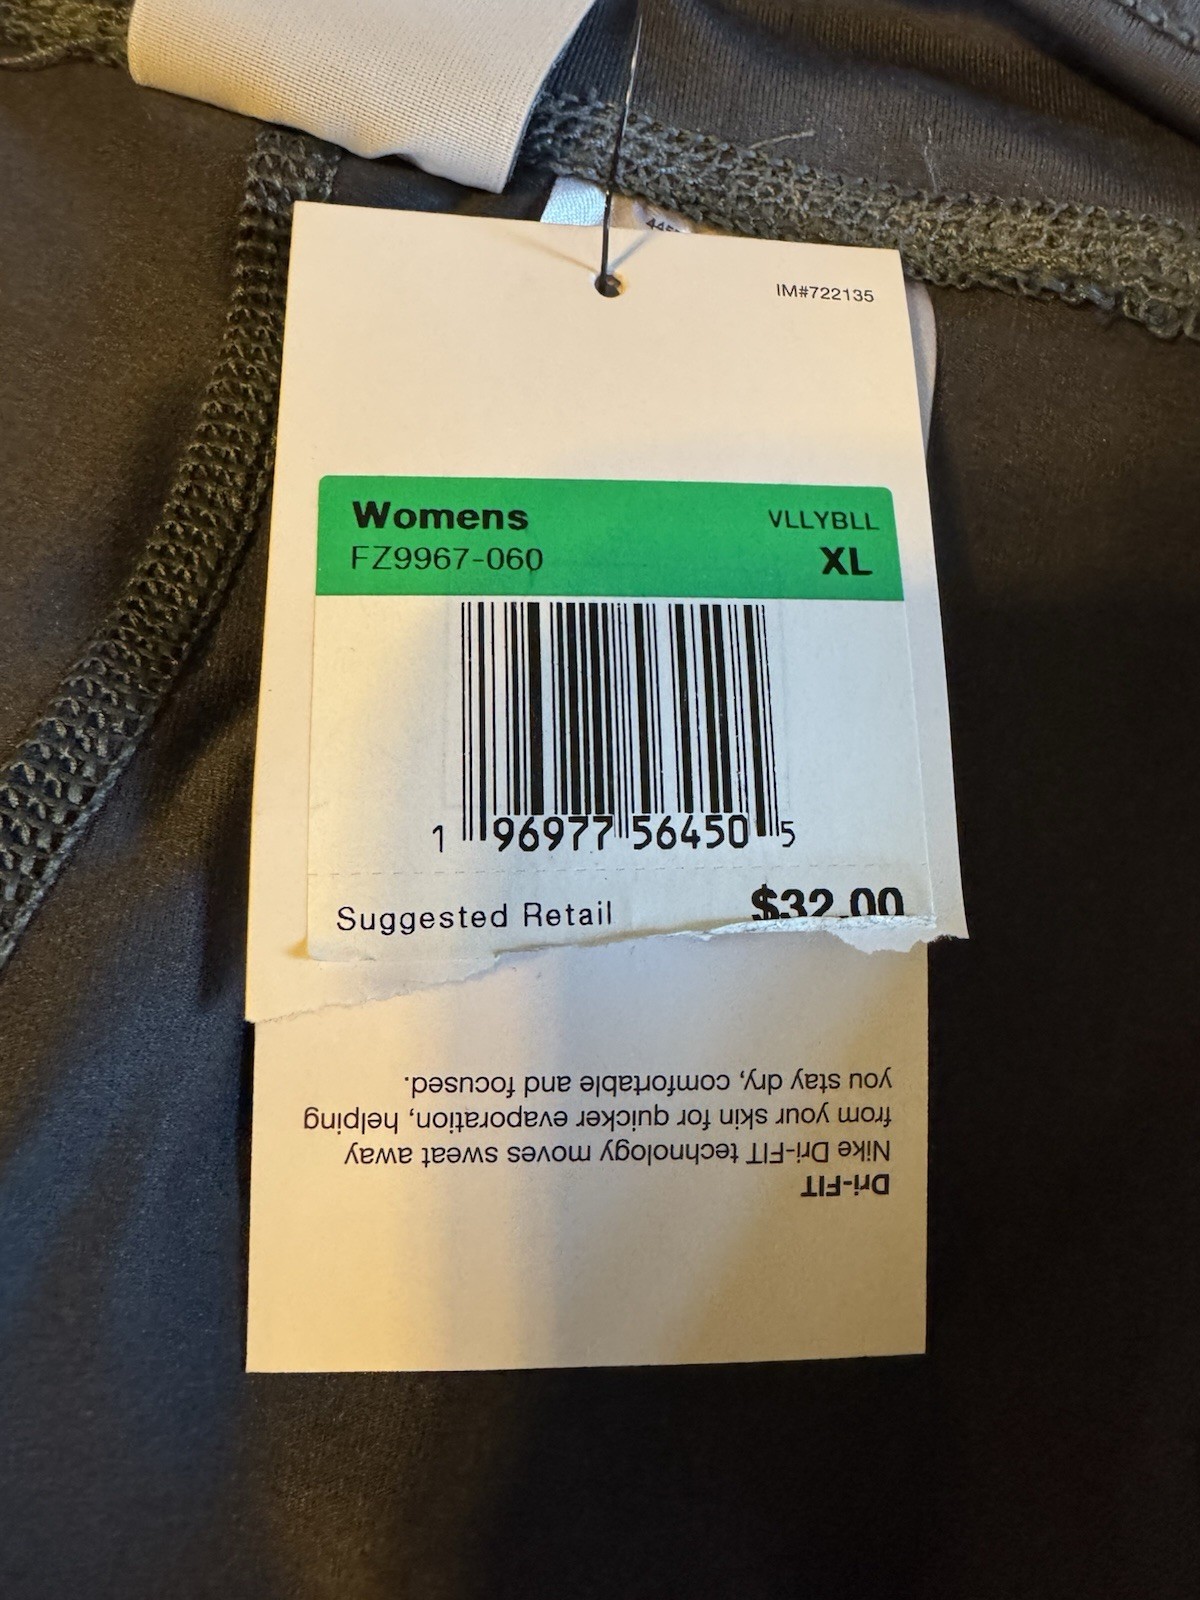 IM#722135
Womens VLLYBLL
FZ9967-060 XL
1 96977 56450 5
Suggested Retail $32.00
Dri-FIT
Nike Dri-FIT technology moves sweat away
from your skin for quicker evaporation, helping
you stay dry, comfortable and focused.